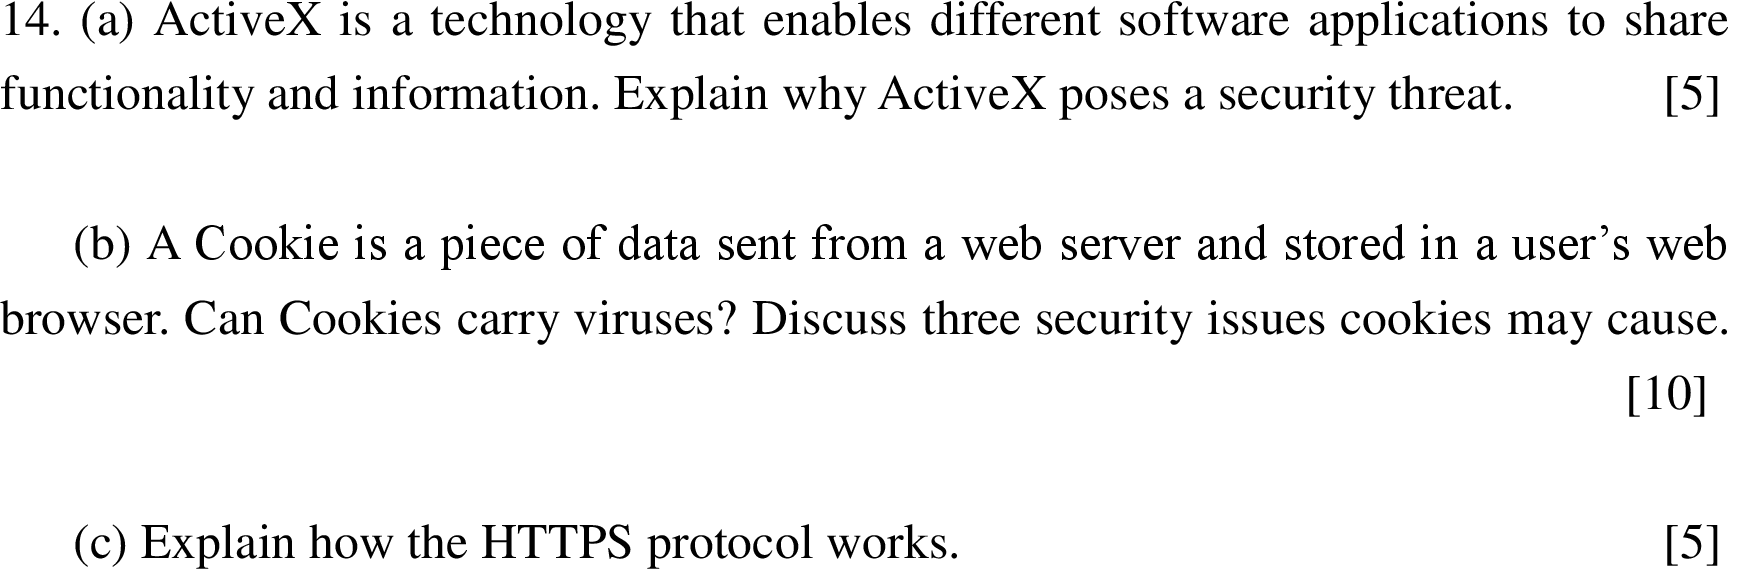 14. (a) ActiveX is a technology that enables different software applications to share
functionality and information. Explain why ActiveX poses a security threat. [5]
(b) A Cookie is a piece of data sent from a web server and stored in a user’s web
browser. Can Cookies carry viruses? Discuss three security issues cookies may cause.
[10]
(c) Explain how the HTTPS protocol works. [5]